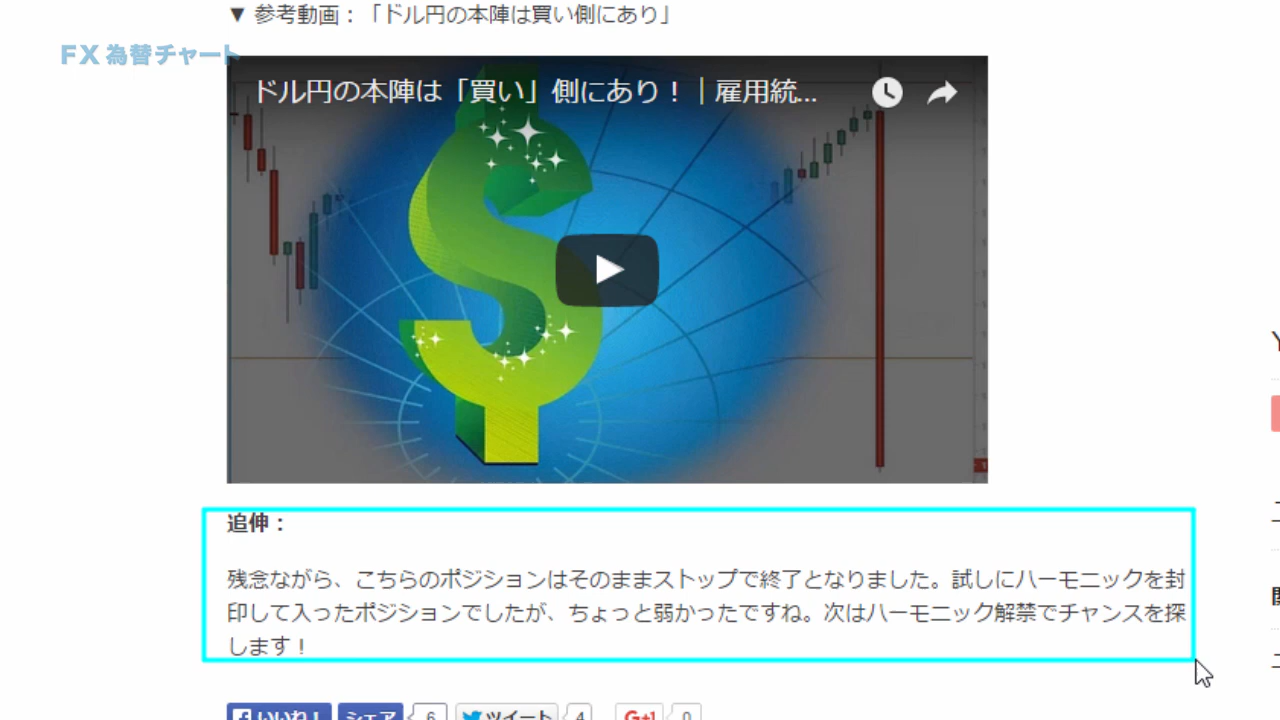 ▼ 参考動画：「ドル円の本陣は買い側にあり」
FX 為替チャート
ドル円の本陣は「買い」側にあり！｜雇用統...
追伸：
残念ながら、こちらのポジションはそのままストップで終了となりました。試しにハーモニックを封
印して入ったポジションでしたが、ちょっと弱かったですね。次はハーモニック解禁でチャンスを探
します！
いいね！ シェア 6 ツイート 4 G+1 0